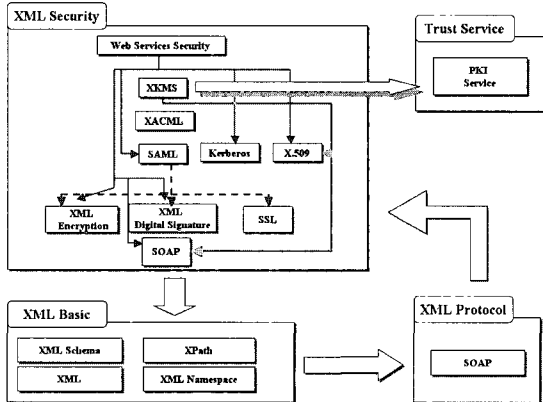 XML Security
Web Services Security
XKMS
XACML
SAML
Kerberos
X.509
XML
Encryption
XML
Digital Signature
SSL
SOAP
Trust Service
PKI
Service
XML Basic
XML Schema
XPath
XML
XML Namespace
XML Protocol
SOAP